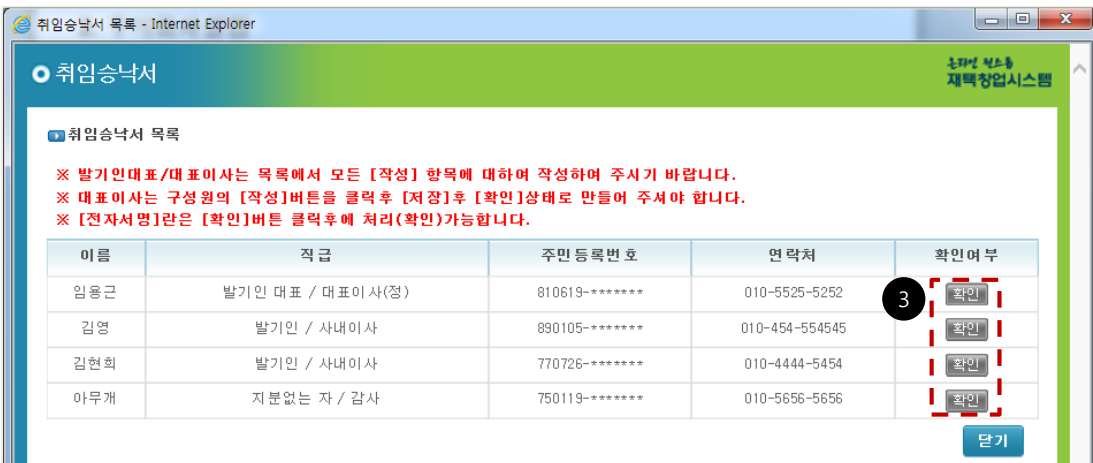 취임승낙서 목록 - Internet Explorer
취임승낙서
온라인 원스톱
재택창업시스템
취임승낙서 목록
※ 발기인대표/대표이사는 목록에서 모든 [작성] 항목에 대하여 작성하여 주시기 바랍니다.
※ 대표이사는 구성원의 [작성]버튼을 클릭후 [저장]후 [확인]상태로 만들어 주셔야 합니다.
※ [전자서명]란은 [확인]버튼 클릭후에 처리(확인)가능합니다.
이름 직급 주민등록번호 연락처 확인여부
임용근 발기인 대표 / 대표이사(정) 810619-******* 010-5525-5252 3 확인
김영 발기인 / 사내이사 890105-******* 010-454-554545 확인
김현희 발기인 / 사내이사 770726-******* 010-4444-5454 확인
아무개 지분없는 자 / 감사 750119-******* 010-5656-5656 확인
닫기